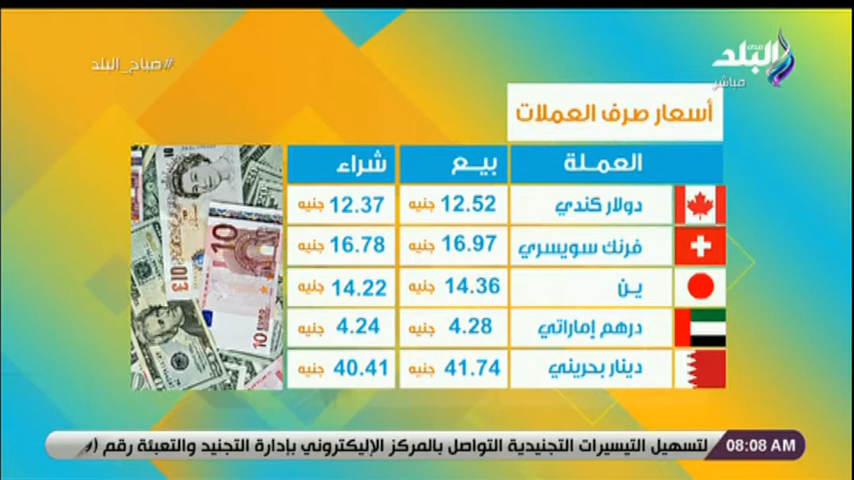 #صباح_البلد
صدى
البلد
مباشر
أسعار صرف العملات
العملة بيع شراء
دولار كندي 12.52 جنيه 12.37 جنيه
فرنك سويسري 16.97 جنيه 16.78 جنيه
ين 14.36 جنيه 14.22 جنيه
درهم إماراتي 4.28 جنيه 4.24 جنيه
دينار بحريني 41.74 جنيه 40.41 جنيه
£10
10
10
08:08 AM لتسهيل التيسيرات التجنيدية التواصل بالمركز الإليكتروني بإدارة التجنيد والتعبئة رقم